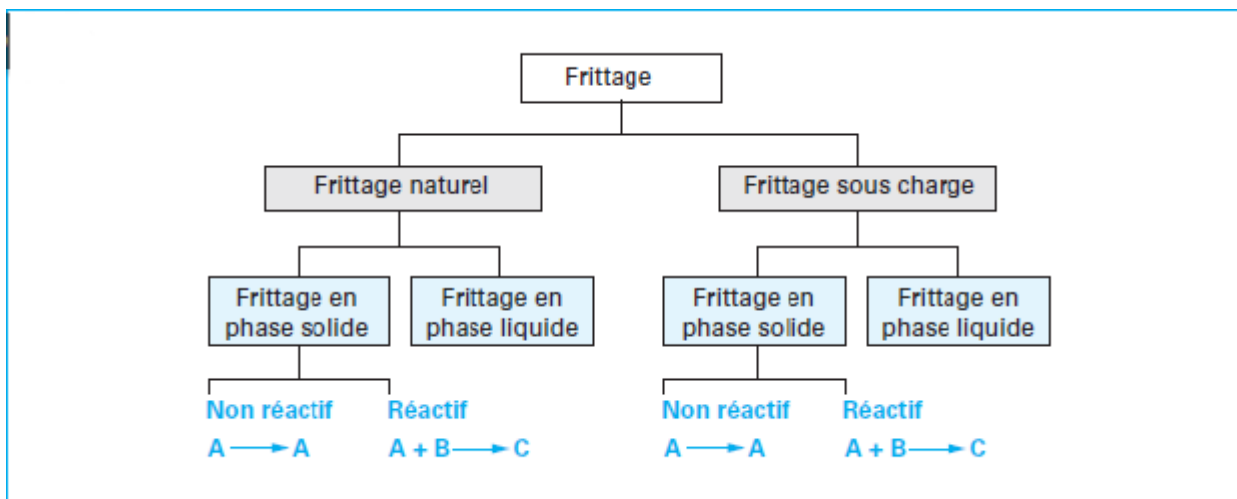 Frittage
Frittage naturel
Frittage sous charge
Frittage en
phase solide
Frittage en
phase liquide
Frittage en
phase solide
Frittage en
phase liquide
Non réactif
A → A
Réactif
A + B → C
Non réactif
A → A
Réactif
A + B → C